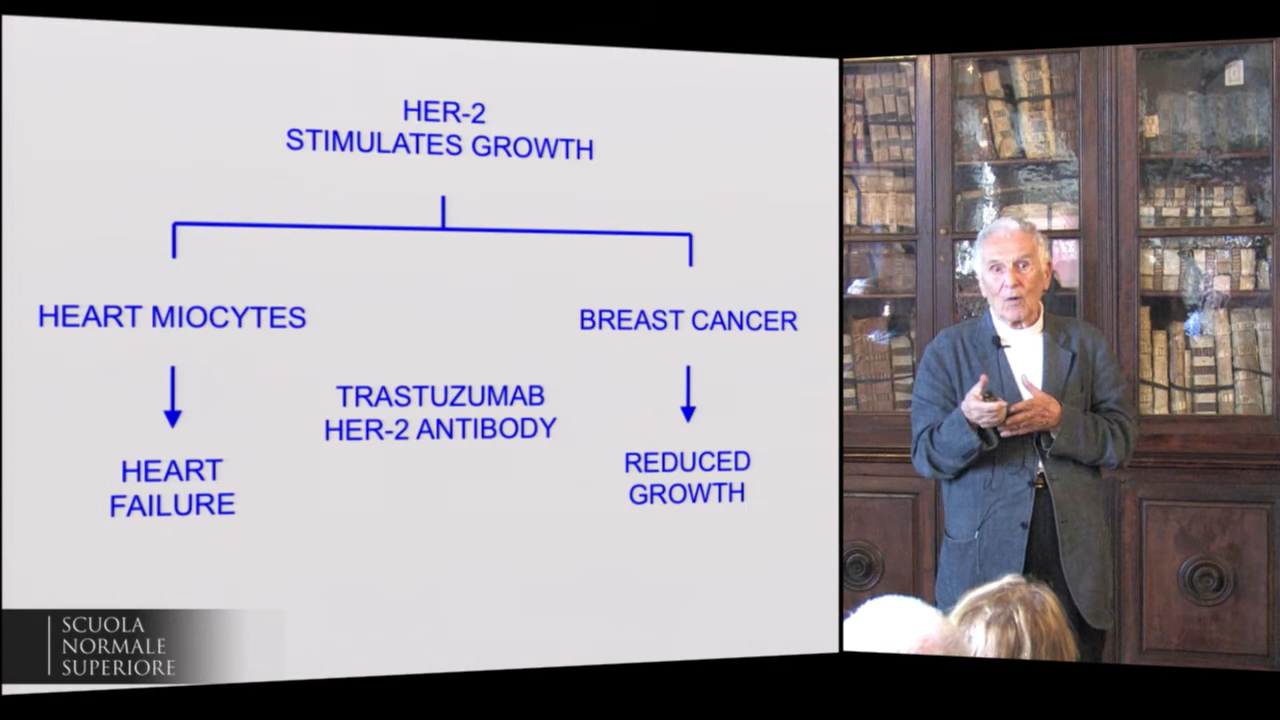 HER-2
STIMULATES GROWTH
HEART MIOCYTES
BREAST CANCER
TRASTUZUMAB
HER-2 ANTIBODY
HEART
FAILURE
REDUCED
GROWTH
SCUOLA
NORMALE
SUPERIORE